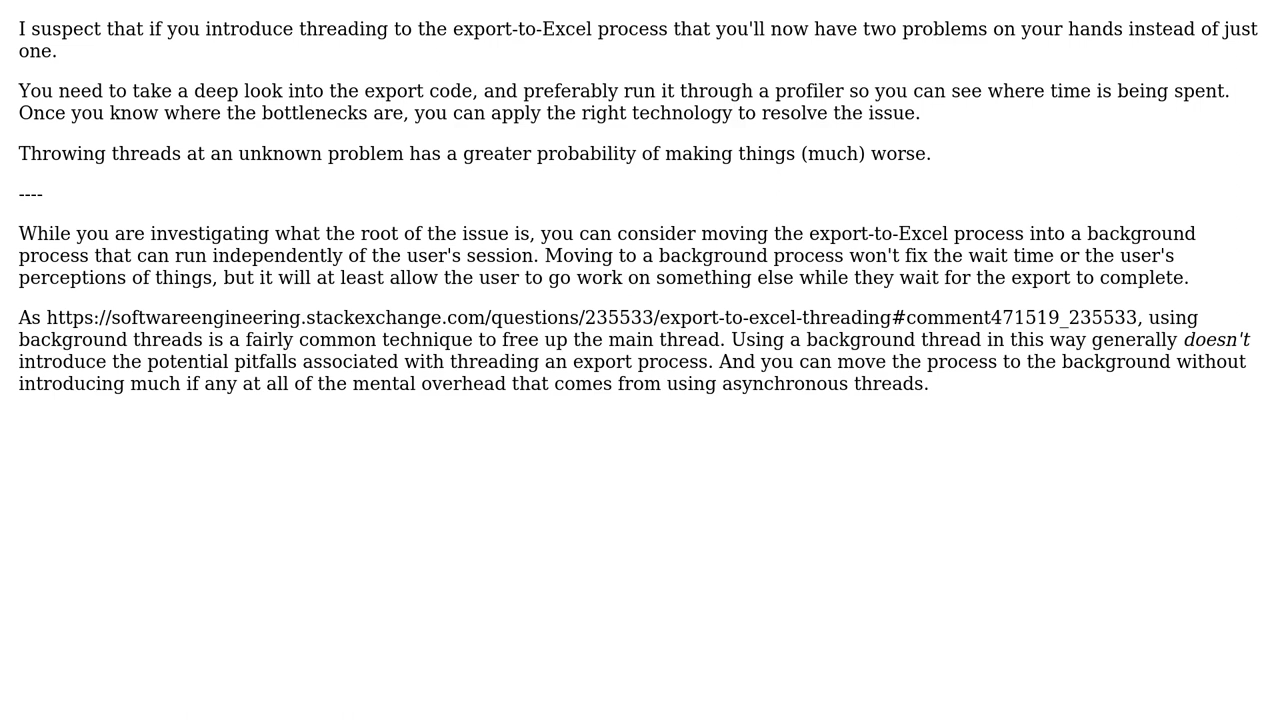 I suspect that if you introduce threading to the export-to-Excel process that you'll now have two problems on your hands instead of just
one.
You need to take a deep look into the export code, and preferably run it through a profiler so you can see where time is being spent.
Once you know where the bottlenecks are, you can apply the right technology to resolve the issue.
Throwing threads at an unknown problem has a greater probability of making things (much) worse.
----
While you are investigating what the root of the issue is, you can consider moving the export-to-Excel process into a background
process that can run independently of the user's session. Moving to a background process won't fix the wait time or the user's
perceptions of things, but it will at least allow the user to go work on something else while they wait for the export to complete.
As https://softwareengineering.stackexchange.com/questions/235533/export-to-excel-threading#comment471519_235533, using
background threads is a fairly common technique to free up the main thread. Using a background thread in this way generally doesn't
introduce the potential pitfalls associated with threading an export process. And you can move the process to the background without
introducing much if any at all of the mental overhead that comes from using asynchronous threads.